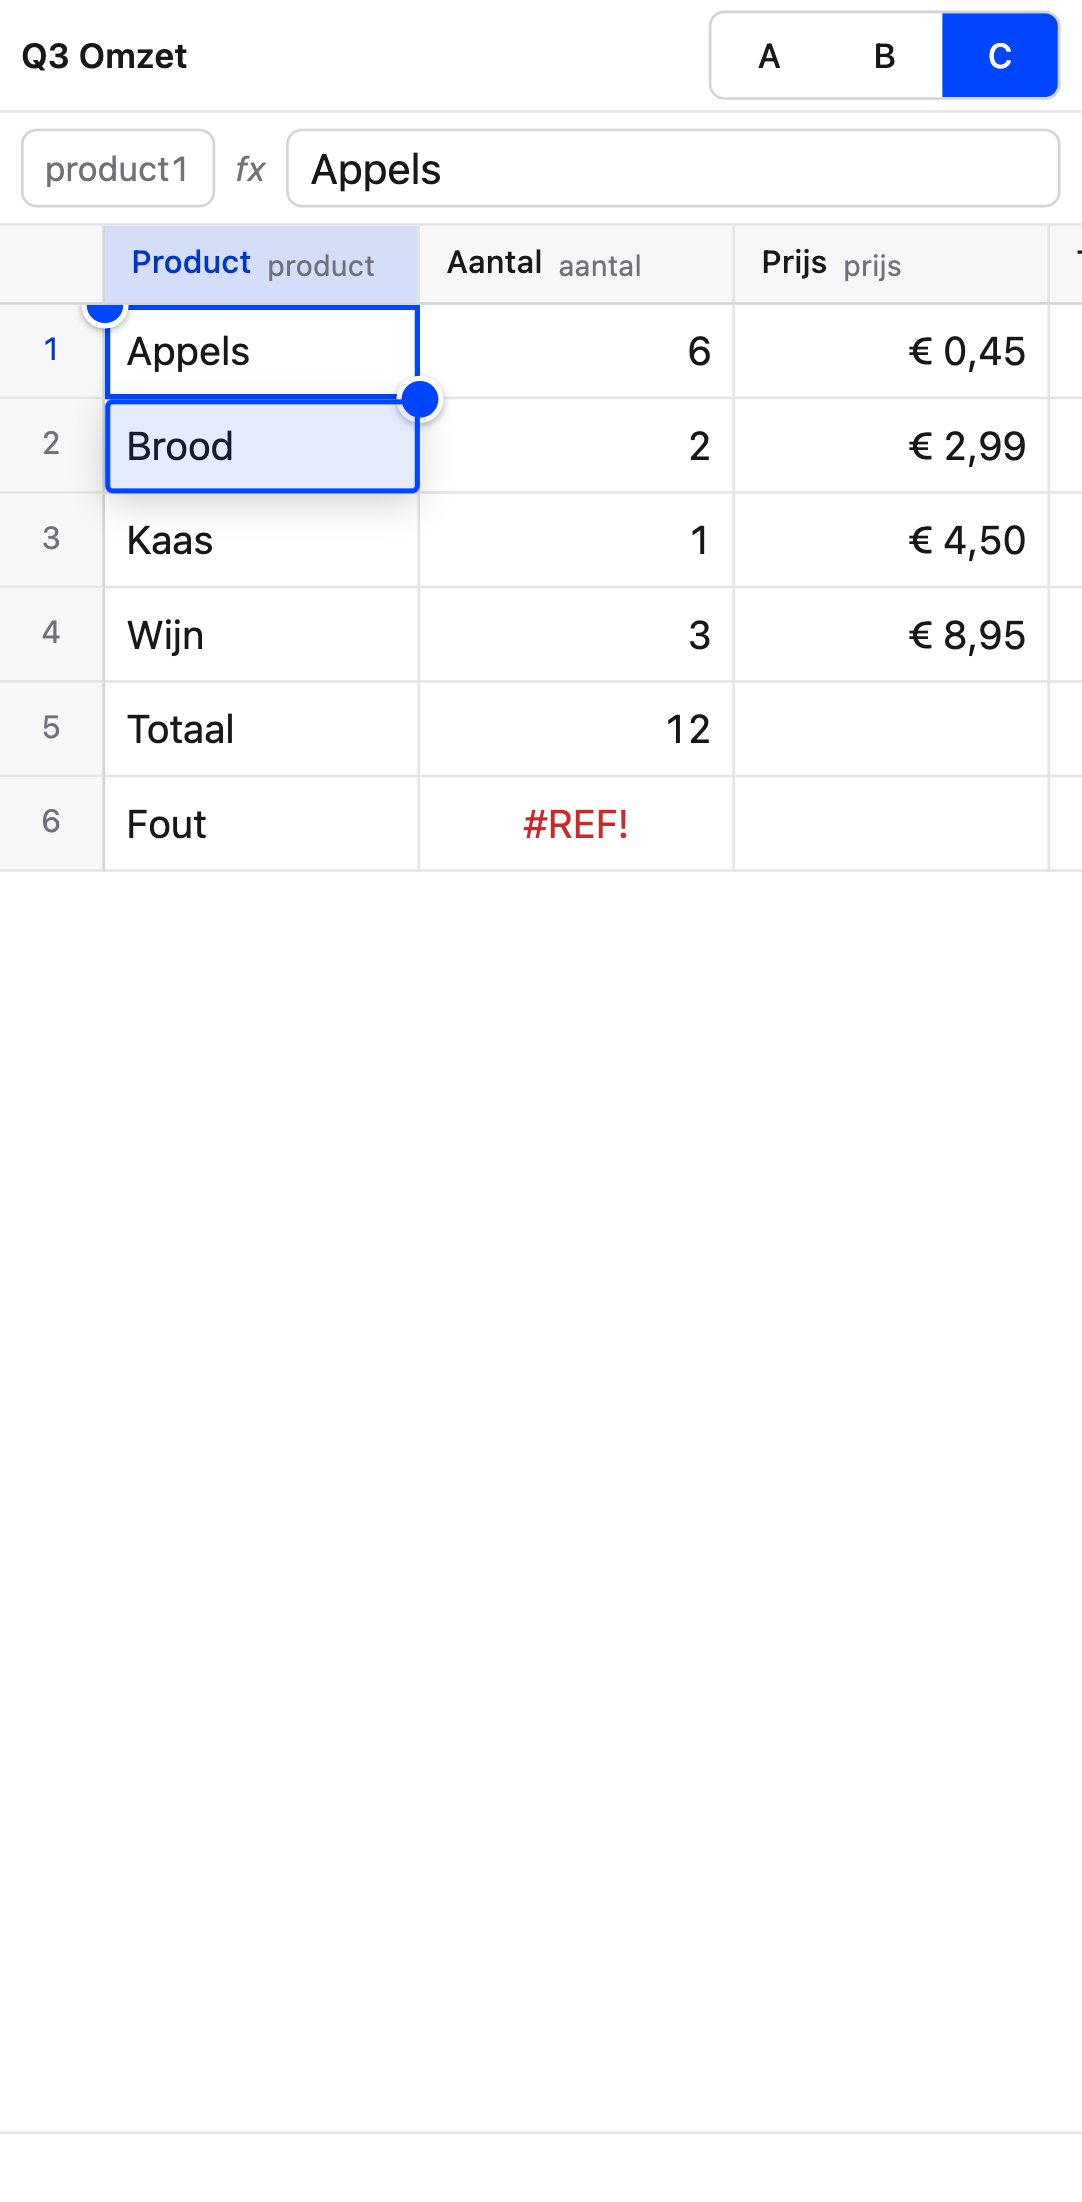 Q3 Omzet A B C
product1 fx Appels
Product product Aantal aantal Prijs prijs
1 Appels 6 € 0,45
2 Brood 2 € 2,99
3 Kaas 1 € 4,50
4 Wijn 3 € 8,95
5 Totaal 12
6 Fout #REF!